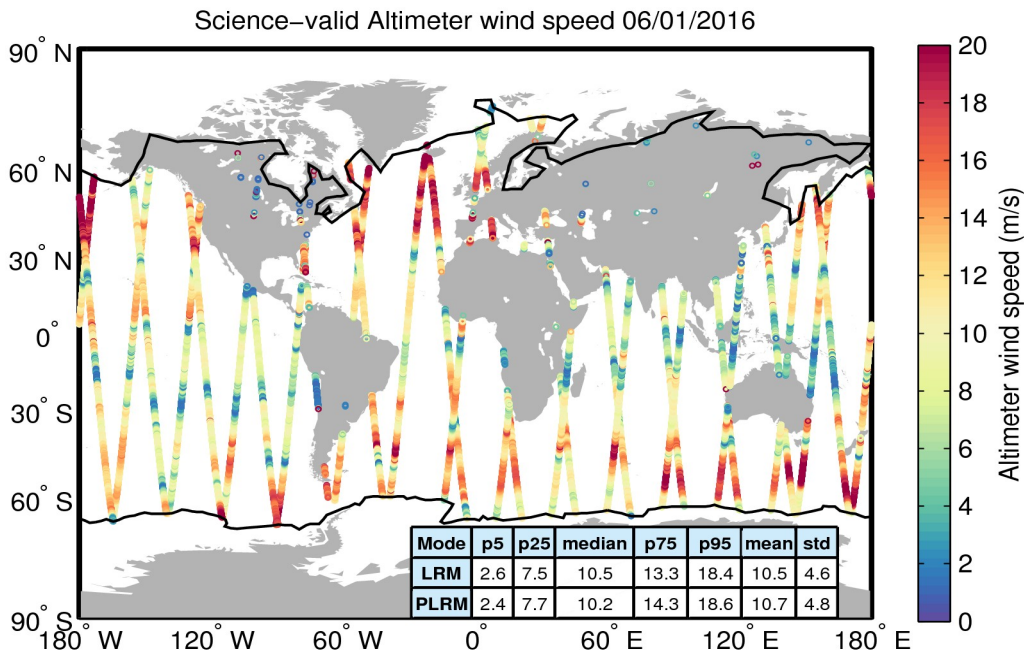 Science−valid Altimeter wind speed 06/01/2016
90° N
60° N
30° N
0°
30° S
60° S
90° S
180° W
120° W
60° W
0°
60° E
120° E
180° E
Mode p5 p25 median p75 p95 mean std
LRM 2.6 7.5 10.5 13.3 18.4 10.5 4.6
PLRM 2.4 7.7 10.2 14.3 18.6 10.7 4.8
20
18
16
14
12
10
8
6
4
2
0
Altimeter wind speed (m/s)